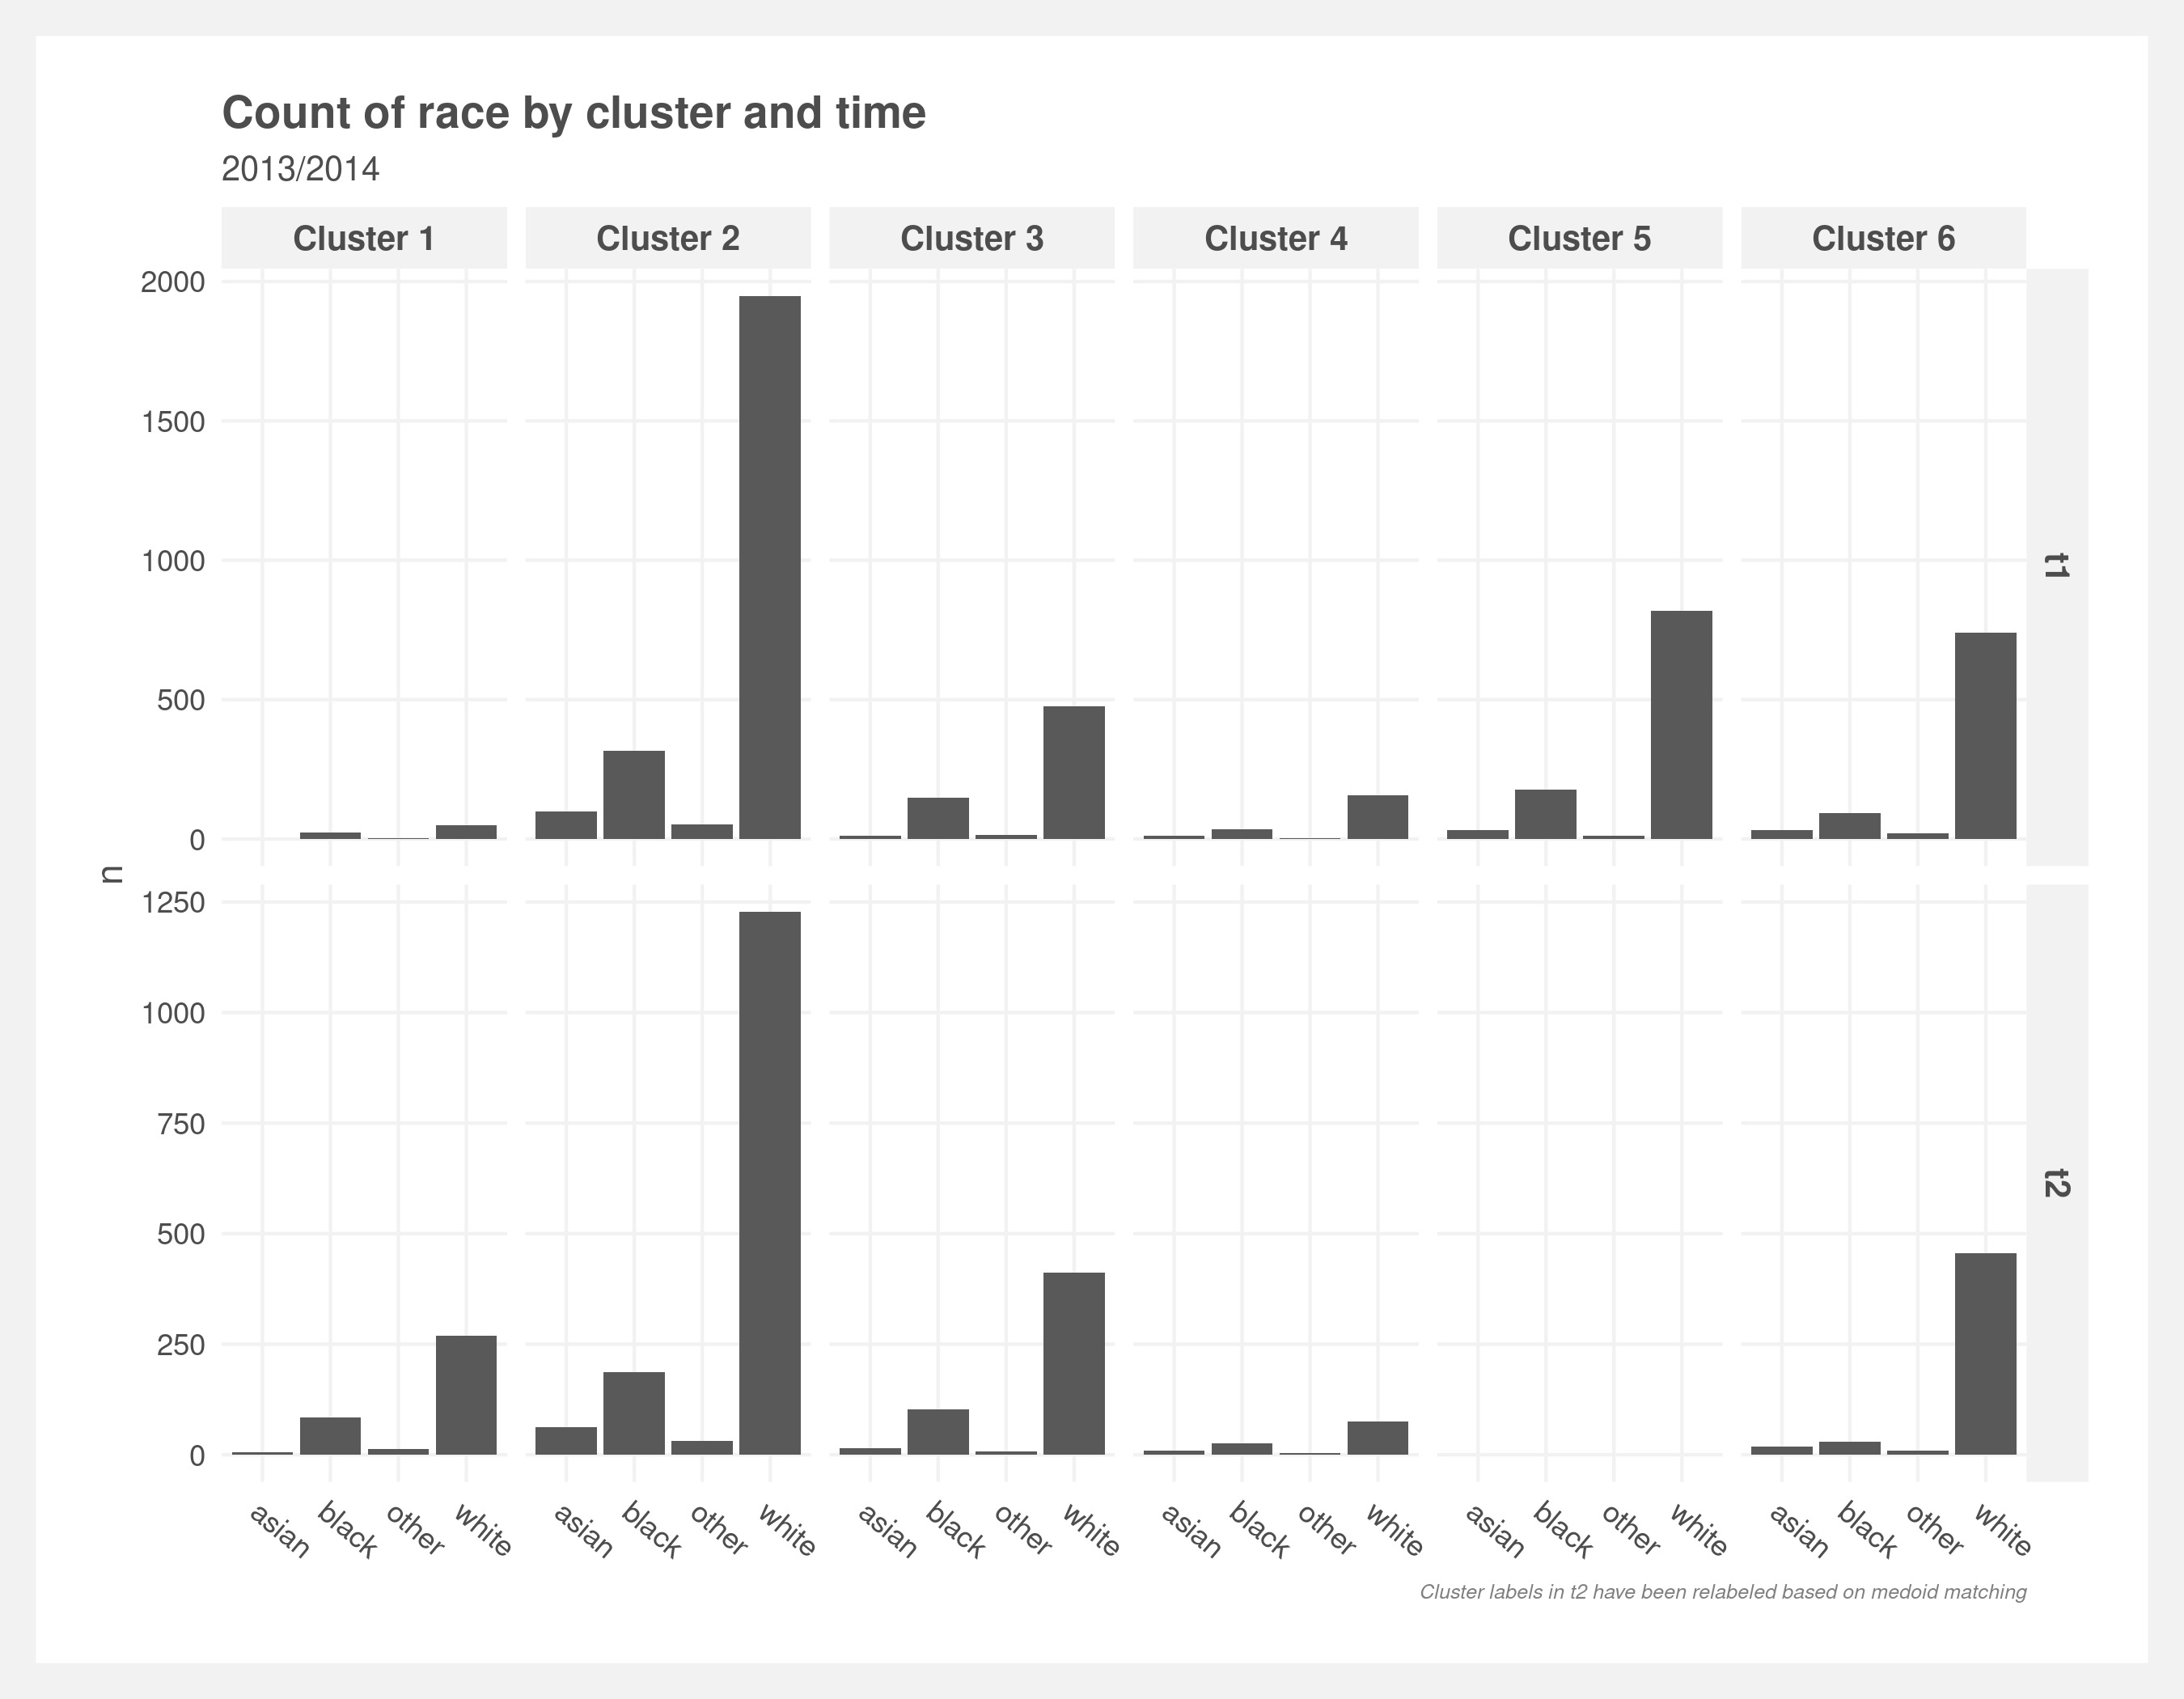 Count of race by cluster and time
2013/2014
Cluster 1 Cluster 2 Cluster 3 Cluster 4 Cluster 5 Cluster 6
2000
1500
1000
500
0
t1
n
1250
1000
750
500
250
0
t2
asian black other white asian black other white asian black other white asian black other white asian black other white asian black other white
Cluster labels in t2 have been relabeled based on medoid matching